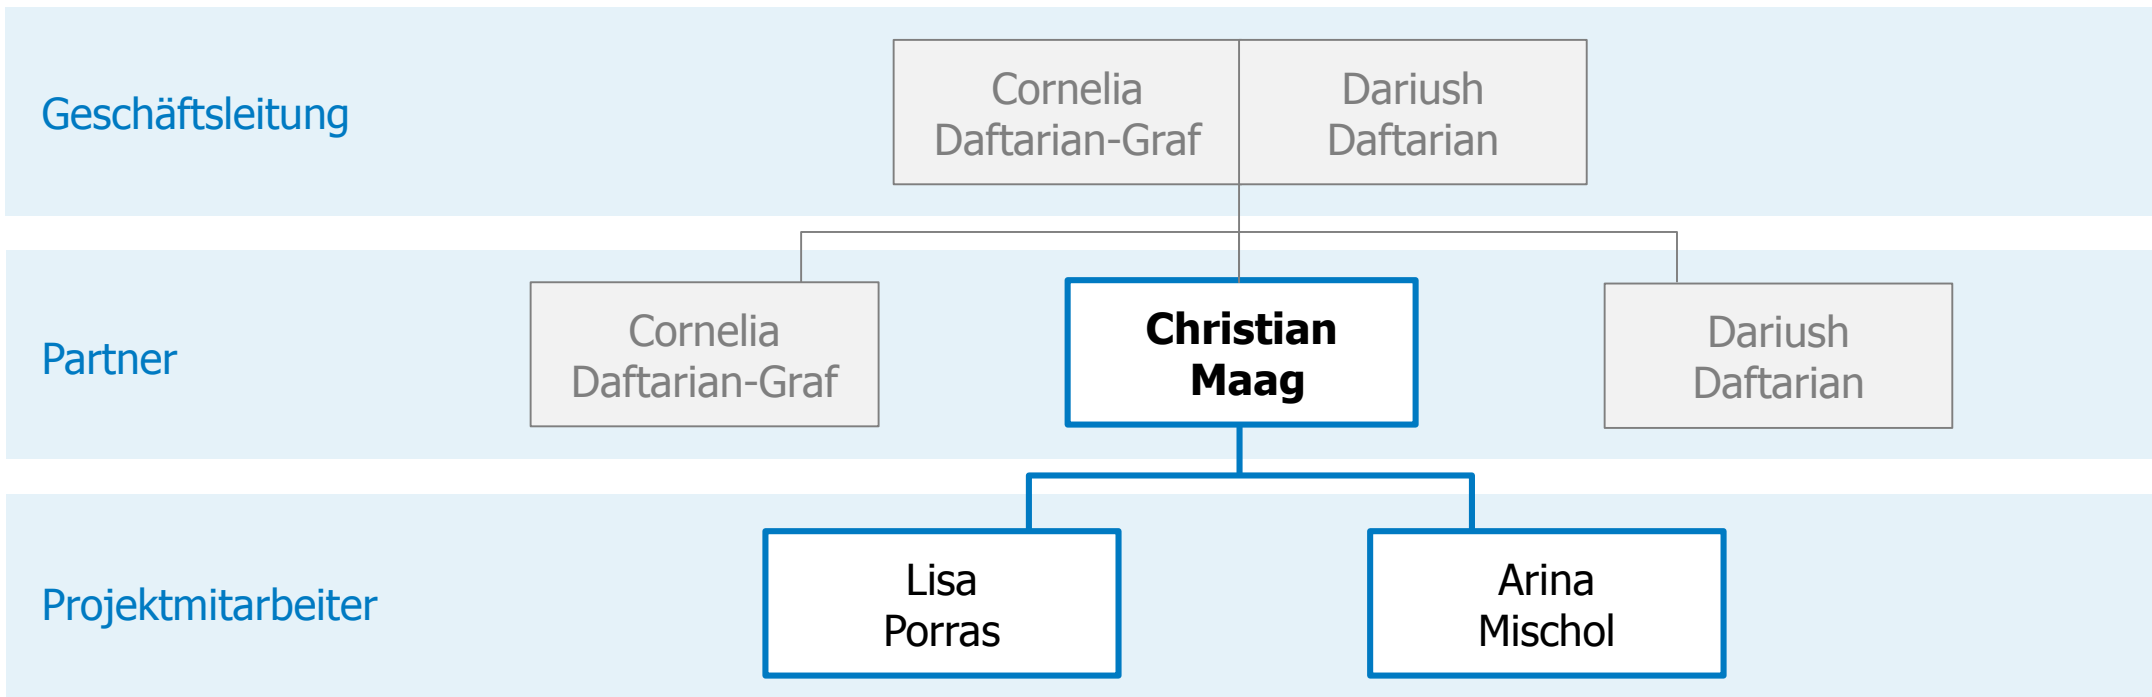 Geschäftsleitung
Cornelia
Daftarian-Graf
Dariush
Daftarian
Partner
Cornelia
Daftarian-Graf
Christian
Maag
Dariush
Daftarian
Projektmitarbeiter
Lisa
Porras
Arina
Mischol